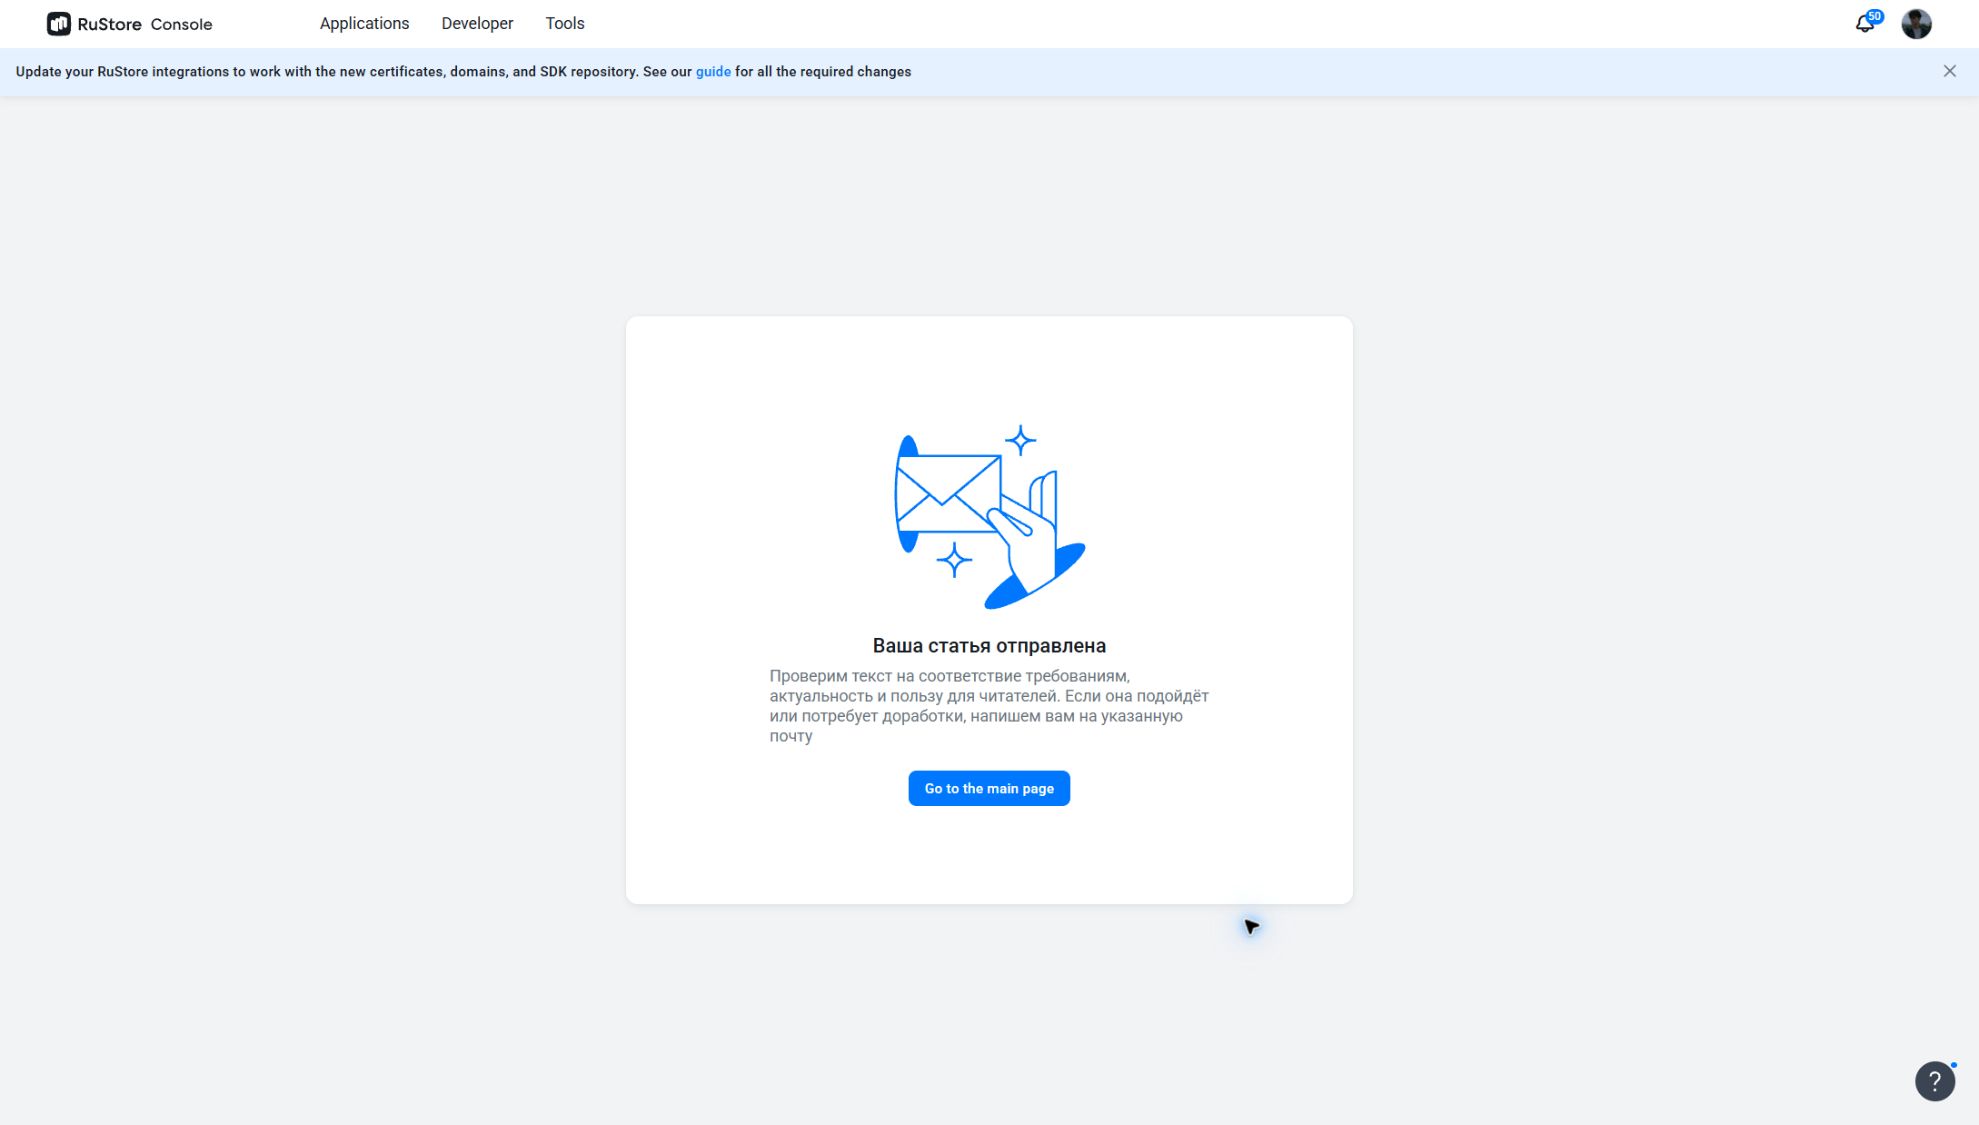 RuStore Console
Applications
Developer
Tools
50
Update your RuStore integrations to work with the new certificates, domains, and SDK repository. See our guide for all the required changes
Ваша статья отправлена
Проверим текст на соответствие требованиям,
актуальность и пользу для читателей. Если она подойдёт
или потребует доработки, напишем вам на указанную
почту
Go to the main page
?